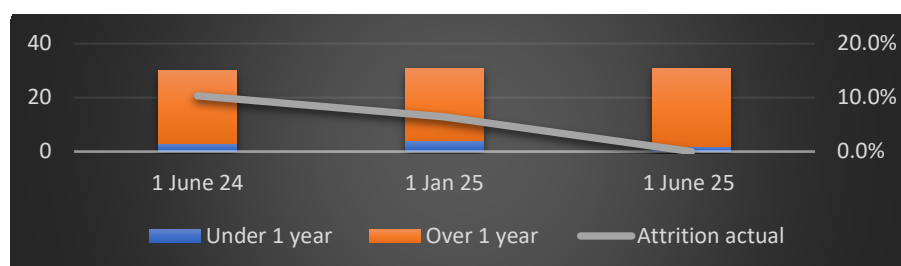 40 20.0%
20 10.0%
0 0.0%
1 June 24 1 Jan 25 1 June 25
Under 1 year Over 1 year Attrition actual